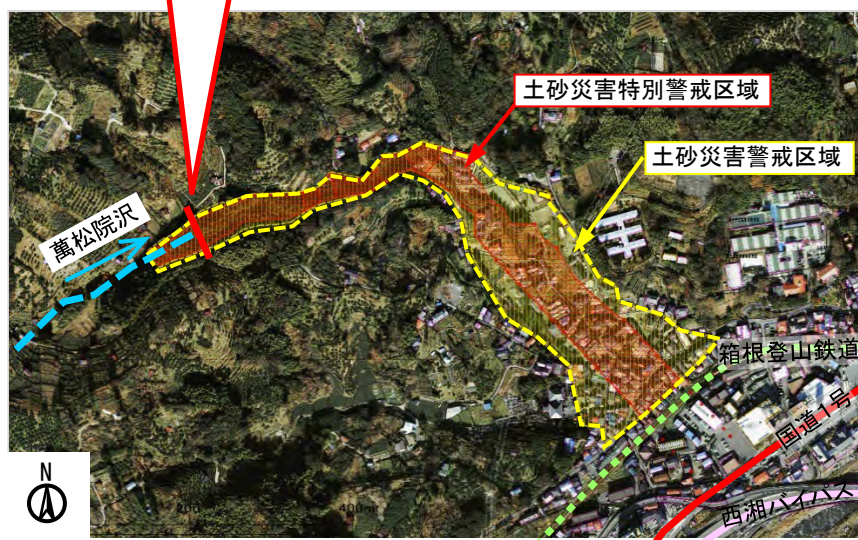 土砂災害特別警戒区域
土砂災害警戒区域
萬松院沢
箱根登山鉄道
国道1号
西湘バイパス
N
200
400m